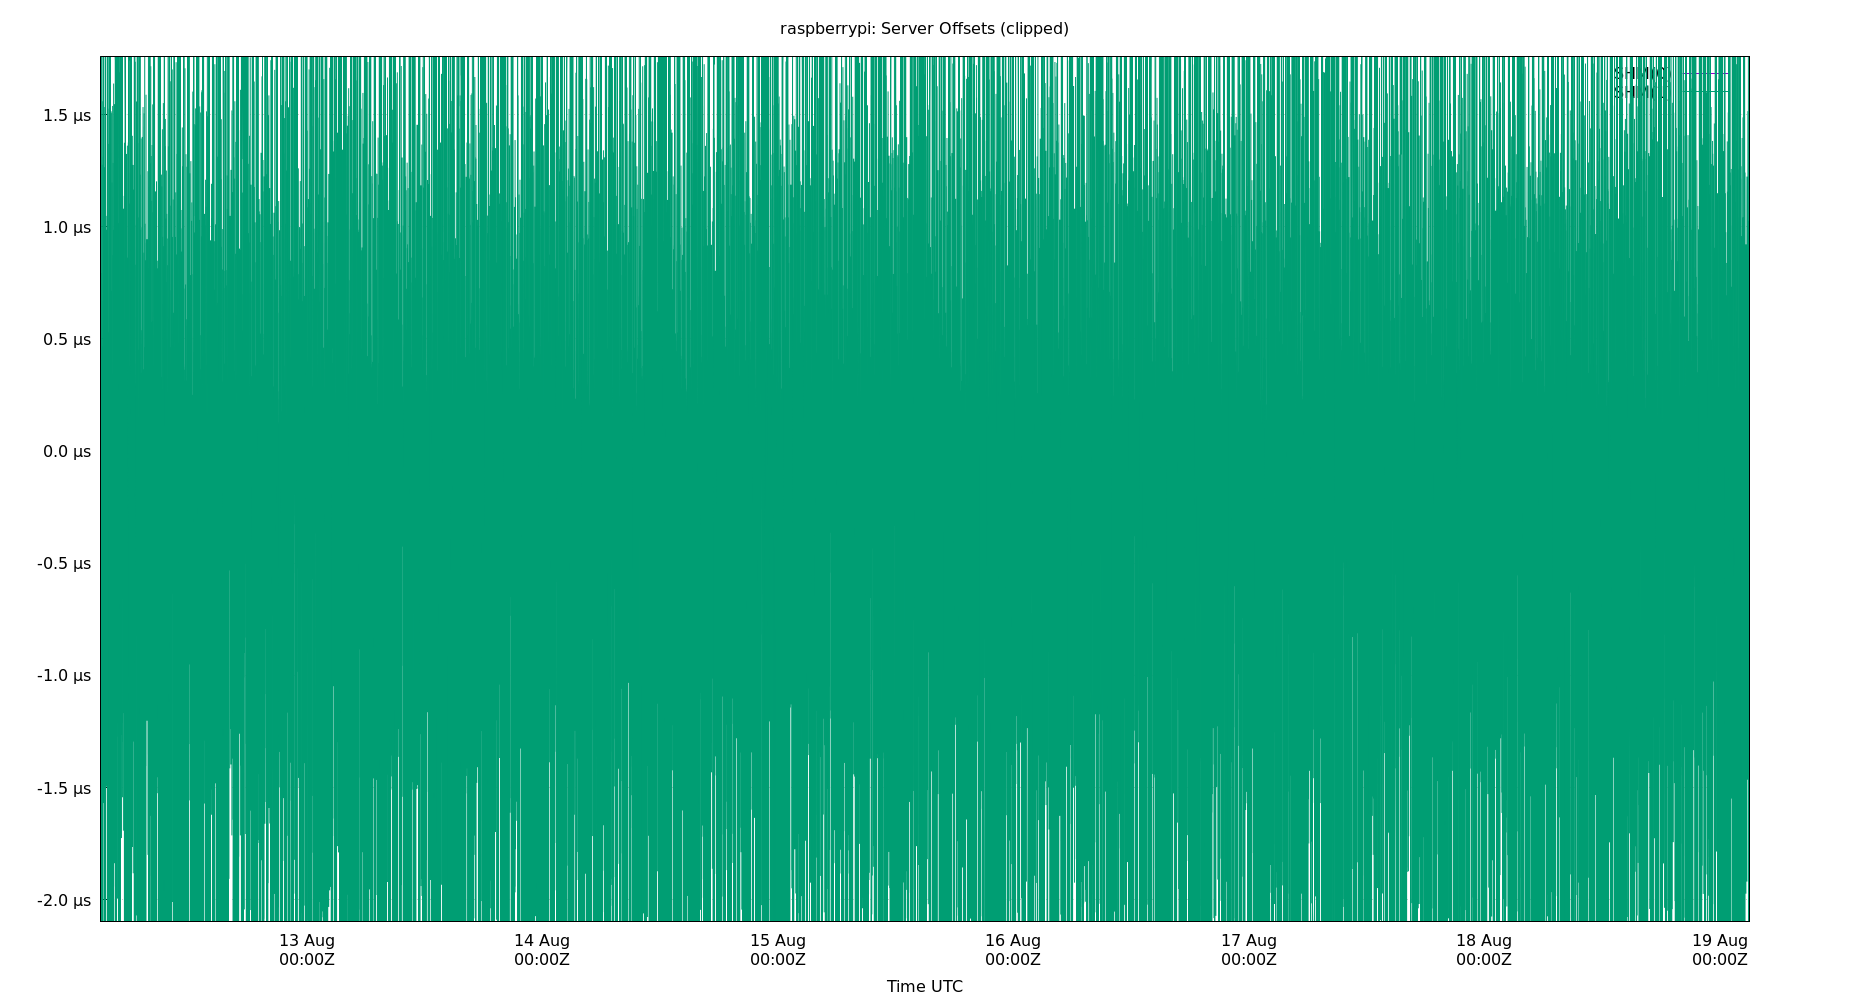 raspberrypi: Server Offsets (clipped)
SHM(0)
1.5 µs
1.0 µs
0.5 µs
0.0 µs
-0.5 µs
-1.0 µs
-1.5 µs
-2.0 µs
13 Aug 14 Aug 15 Aug 16 Aug 17 Aug 18 Aug 19 Aug
00:00Z 00:00Z 00:00Z 00:00Z 00:00Z 00:00Z 00:00Z
Time UTC